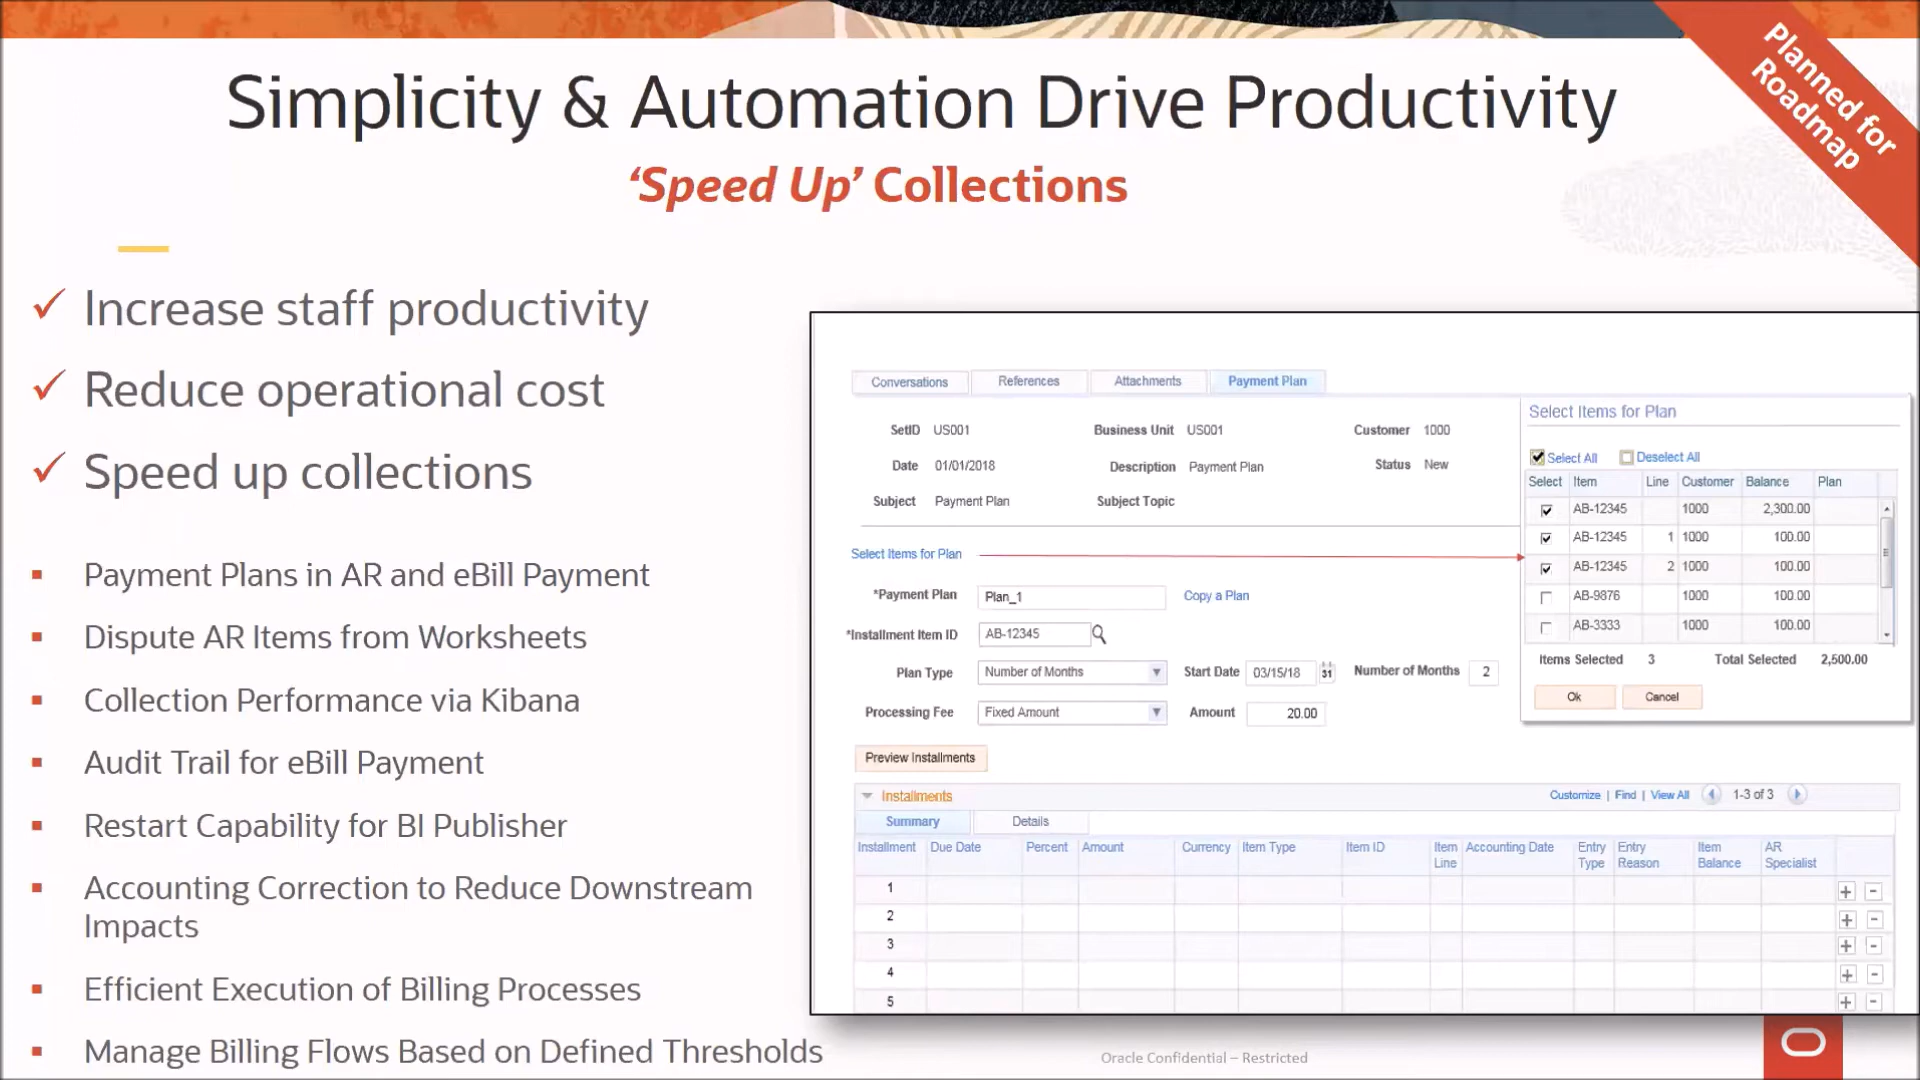 Planned for
Roadmap
Simplicity & Automation Drive Productivity
‘Speed Up’ Collections
Increase staff productivity
Reduce operational cost
Speed up collections
Payment Plans in AR and eBill Payment
Dispute AR Items from Worksheets
Collection Performance via Kibana
Audit Trail for eBill Payment
Restart Capability for BI Publisher
Accounting Correction to Reduce Downstream
Impacts
Efficient Execution of Billing Processes
Manage Billing Flows Based on Defined Thresholds
Conversations References Attachments Payment Plan
SetID US001 Business Unit US001 Customer 1000
Date 01/01/2018 Description Payment Plan Status New
Subject Payment Plan Subject Topic
Select Items for Plan
*Payment Plan Plan_1 Copy a Plan
*Installment Item ID AB-12345
Plan Type Number of Months Start Date 03/15/18 31 Number of Months 2
Processing Fee Fixed Amount Amount 20.00
Preview Installments
Select Items for Plan
Select All Deselect All
Select Item Line Customer Balance Plan
AB-12345 1000 2,300.00
AB-12345 1 1000 100.00
AB-12345 2 1000 100.00
AB-9876 1000 100.00
AB-3333 1000 100.00
Items Selected 3 Total Selected 2,500.00
Ok Cancel
Installments Customize | Find | View All 1-3 of 3
Summary Details
Installment Due Date Percent Amount Currency Item Type Item ID Item Line Accounting Date Entry Type Entry Reason Item Balance AR Specialist
1
2
3
4
5
Oracle Confidential – Restricted